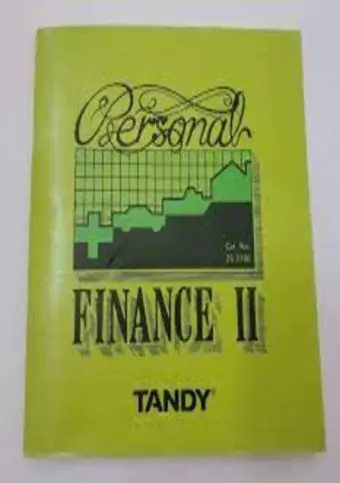 Personal
Cat. No.
FINANCE II
TANDY